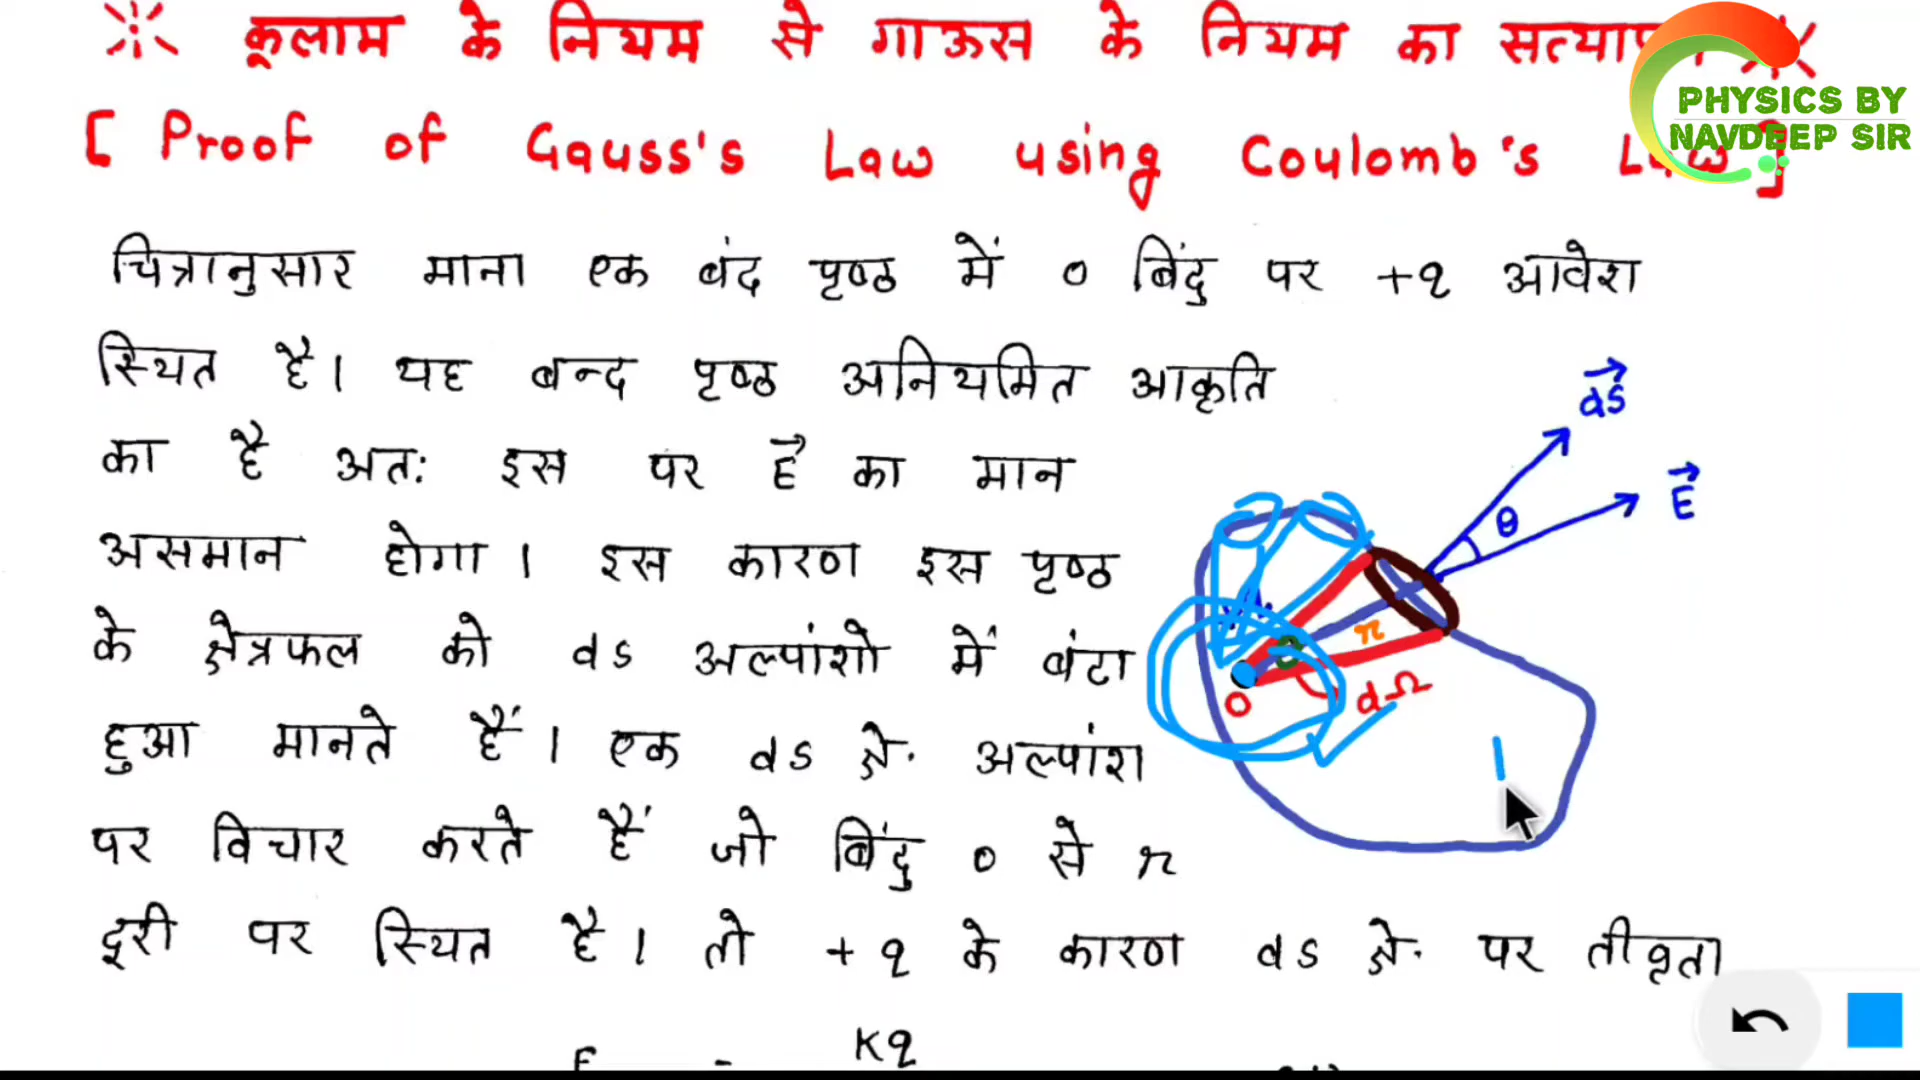 कूलाम के नियम से गाऊस के नियम का
PHYSICS BY
NAVDEEP SIR
[ Proof of Gauss's Law using Coulomb's Law ]
चित्रानुसार माना एक बंद पृष्ठ में O बिंदु पर +q आवेश
स्थित है। यह बन्द पृष्ठ अनियमित आकृति
का है अतः इस पर E का मान
असमान होगा। इस कारण इस पृष्ठ
के क्षेत्रफल को ds अल्पांशो में बंटा
हुआ मानते हैं। एक ds क्षे. अल्पांश
पर विचार करते हैं जो बिंदु O से r
दूरी पर स्थित है। तो +q के कारण ds क्षे. पर तीव्रता
Kq
ds
E
θ
r
O
dΩ